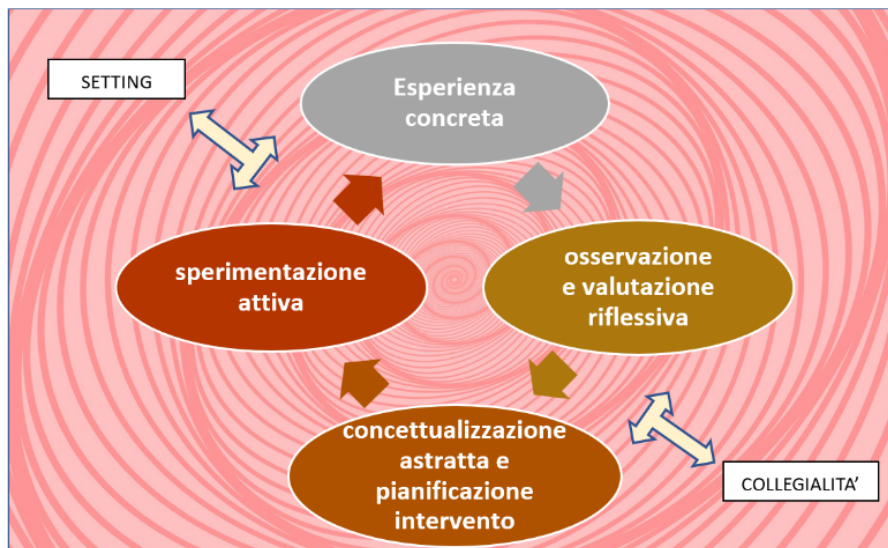 SETTING
Esperienza
concreta
sperimentazione
attiva
osservazione
e valutazione
riflessiva
concettualizzazione
astratta e
pianificazione
intervento
COLLEGIALITA’